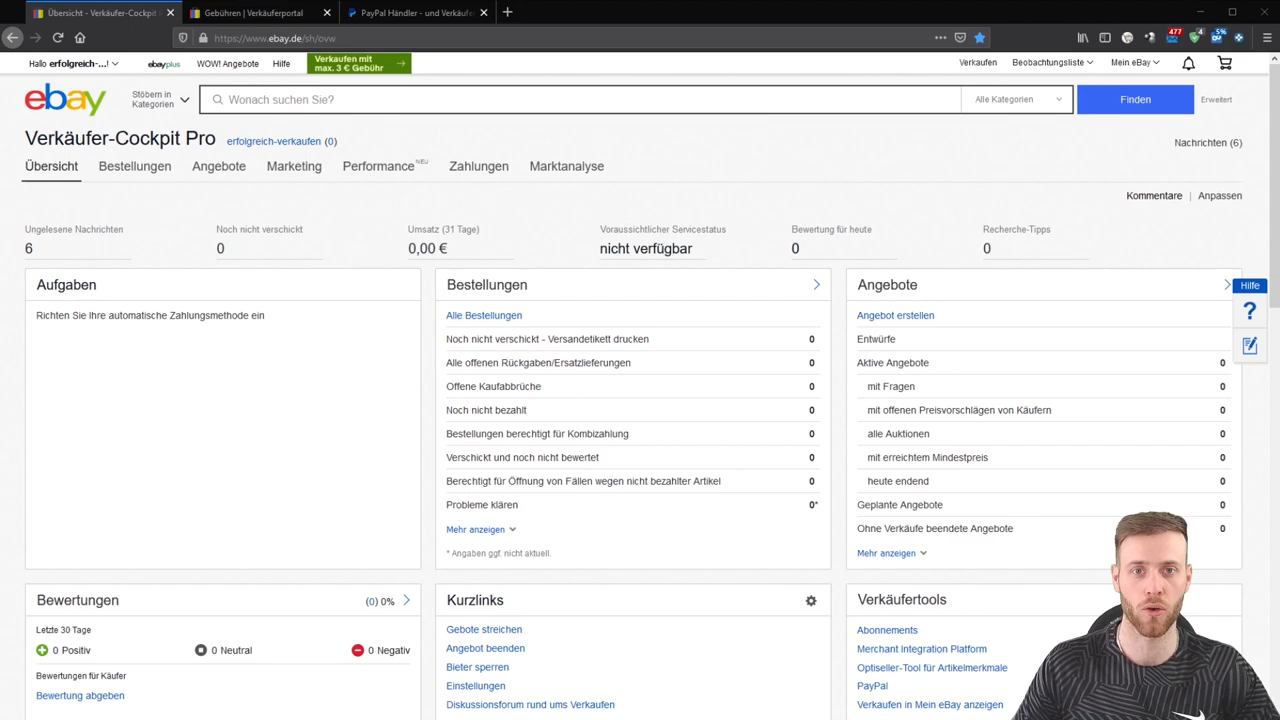 Übersicht - Verkäufer-Cockpit
Gebühren | Verkäuferportal
PayPal Händler - und Verkäufer
https://www.ebay.de/sh/ovw
477
4
5%
Hallo erfolgreich-...!
ebayplus
WOW! Angebote
Hilfe
Verkaufen mit
max. 3 € Gebühr
Verkaufen
Beobachtungsliste
Mein eBay
ebay
Stöbern in
Kategorien
Wonach suchen Sie?
Alle Kategorien
Finden
Erweitert
Verkäufer-Cockpit Pro
erfolgreich-verkaufen (0)
Nachrichten (6)
Übersicht
Bestellungen
Angebote
Marketing
Performance NEU
Zahlungen
Marktanalyse
Kommentare | Anpassen
Ungelesene Nachrichten
6
Noch nicht verschickt
0
Umsatz (31 Tage)
0,00 €
Voraussichtlicher Servicestatus
nicht verfügbar
Bewertung für heute
0
Recherche-Tipps
0
Aufgaben
Richten Sie Ihre automatische Zahlungsmethode ein
Bestellungen
Alle Bestellungen
Noch nicht verschickt - Versandetikett drucken 0
Alle offenen Rückgaben/Ersatzlieferungen 0
Offene Kaufabbrüche 0
Noch nicht bezahlt 0
Bestellungen berechtigt für Kombizahlung 0
Verschickt und noch nicht bewertet 0
Berechtigt für Öffnung von Fällen wegen nicht bezahlter Artikel 0
Probleme klären 0*
Mehr anzeigen
* Angaben ggf. nicht aktuell.
Angebote
Angebot erstellen
Entwürfe
Aktive Angebote 0
mit Fragen 0
mit offenen Preisvorschlägen von Käufern 0
alle Auktionen 0
mit erreichtem Mindestpreis 0
heute endend 0
Geplante Angebote 0
Ohne Verkäufe beendete Angebote 0
Mehr anzeigen
Hilfe
?
Bewertungen
(0) 0%
Letzte 30 Tage
0 Positiv
0 Neutral
0 Negativ
Bewertungen für Käufer
Bewertung abgeben
Kurzlinks
Gebote streichen
Angebot beenden
Bieter sperren
Einstellungen
Diskussionsforum rund ums Verkaufen
Verkäufertools
Abonnements
Merchant Integration Platform
Optiseller-Tool für Artikelmerkmale
PayPal
Verkaufen in Mein eBay anzeigen